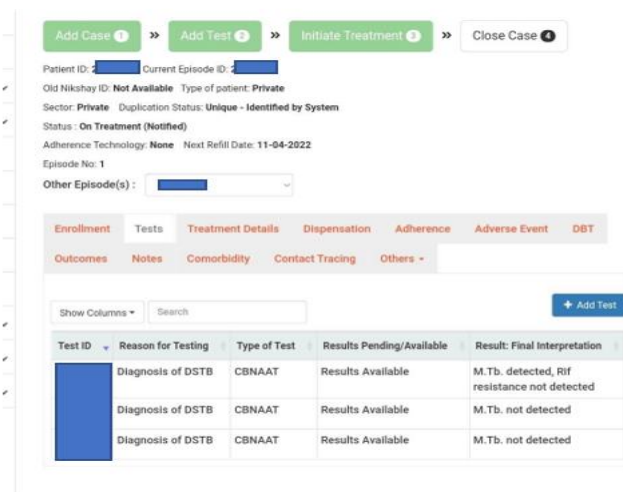 Add Case 1 » Add Test 2 » Initiate Treatment 3 » Close Case 4
Patient ID: 2 Current Episode ID: 2
Old Nikshay ID: Not Available Type of patient: Private
Sector: Private Duplication Status: Unique - Identified by System
Status : On Treatment (Notified)
Adherence Technology: None Next Refill Date: 11-04-2022
Episode No: 1
Other Episode(s) :
Enrollment Tests Treatment Details Dispensation Adherence Adverse Event DBT
Outcomes Notes Comorbidity Contact Tracing Others
Show Columns Search + Add Test
Test ID Reason for Testing Type of Test Results Pending/Available Result: Final Interpretation
Diagnosis of DSTB CBNAAT Results Available M.Tb. detected, Rif
resistance not detected
Diagnosis of DSTB CBNAAT Results Available M.Tb. not detected
Diagnosis of DSTB CBNAAT Results Available M.Tb. not detected